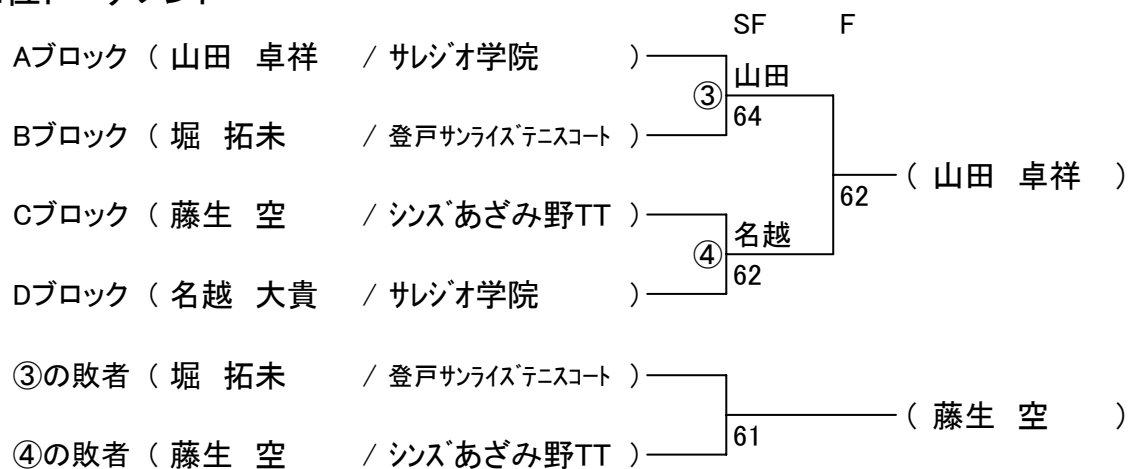 SF F
Aブロック ( 山田 卓祥 / サレジオ学院 )
山田
③
64
Bブロック ( 堀 拓未 / 登戸サンライズテニスコート )
( 山田 卓祥 )
62
Cブロック ( 藤生 空 / シンズあざみ野TT )
名越
④
62
Dブロック ( 名越 大貴 / サレジオ学院 )
③の敗者 ( 堀 拓未 / 登戸サンライズテニスコート )
( 藤生 空 )
61
④の敗者 ( 藤生 空 / シンズあざみ野TT )